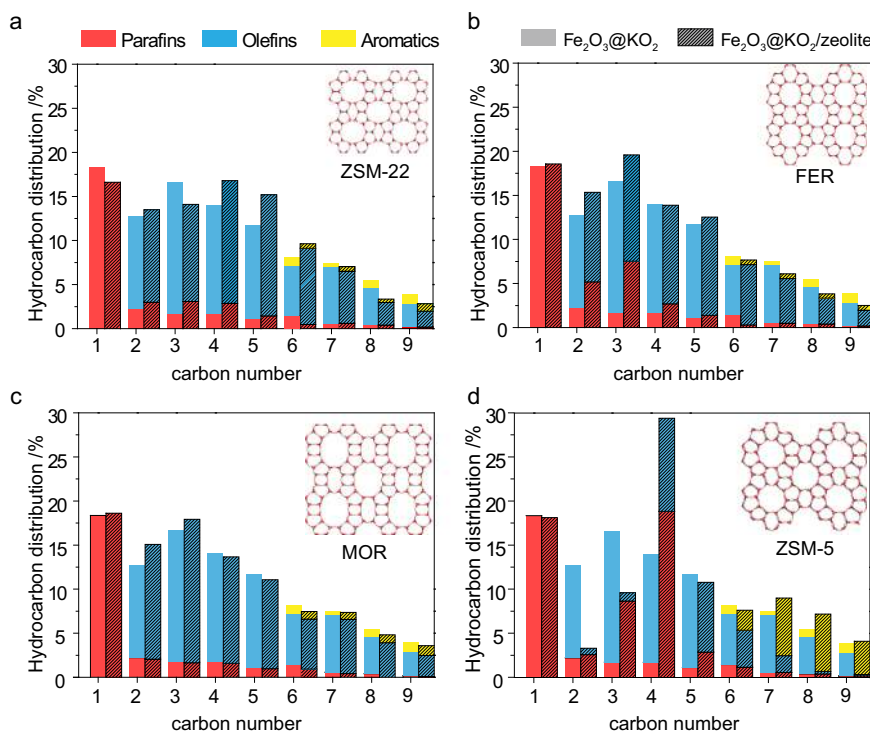 a
b
Parafins
Olefins
Aromatics
Fe₂O₃@KO₂
Fe₂O₃@KO₂/zeolite
30
25
20
15
10
5
0
Hydrocarbon distribution /%
ZSM-22
1 2 3 4 5 6 7 8 9
carbon number
30
25
20
15
10
5
0
Hydrocarbon distribution /%
FER
1 2 3 4 5 6 7 8 9
carbon number
c
d
30
25
20
15
10
5
0
Hydrocarbon distribution /%
MOR
1 2 3 4 5 6 7 8 9
carbon number
30
25
20
15
10
5
0
Hydrocarbon distribution /%
ZSM-5
1 2 3 4 5 6 7 8 9
carbon number